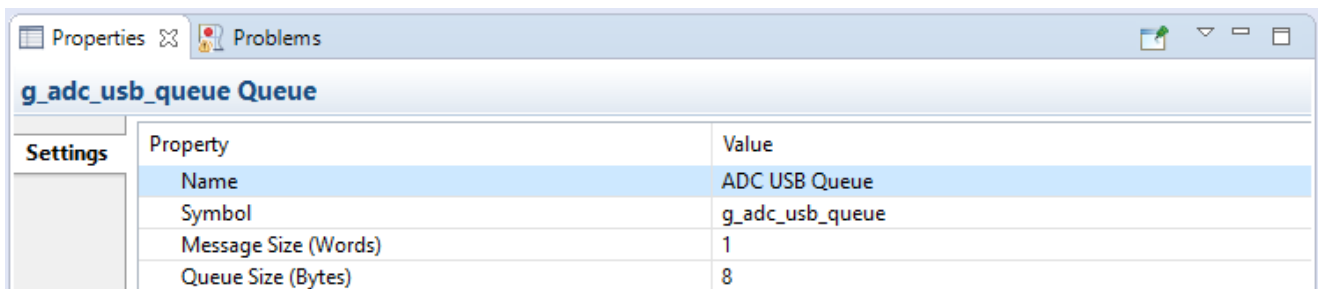 Properties Problems
g_adc_usb_queue Queue
Settings Property Value
Name ADC USB Queue
Symbol g_adc_usb_queue
Message Size (Words) 1
Queue Size (Bytes) 8